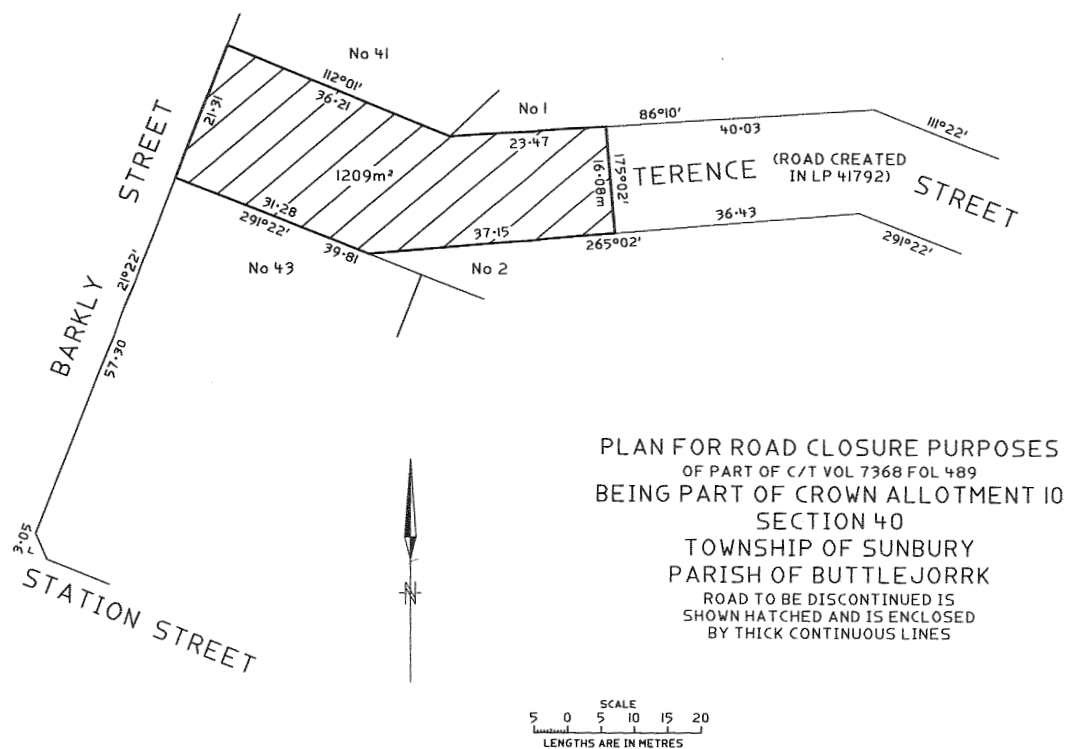 No 41
112°01'
36·21
21·31
No 1
23·47
86°10'
40·03
111°22'
1209m²
175°02'
16·08m
TERENCE
(ROAD CREATED
IN LP 41792)
STREET
31·28
291°22'
39·81
37·15
265°02'
36·43
291°22'
No 43
No 2
BARKLY STREET
21°22'
57·30
3·05
STATION STREET
N
PLAN FOR ROAD CLOSURE PURPOSES
OF PART OF C/T VOL 7368 FOL 489
BEING PART OF CROWN ALLOTMENT 10
SECTION 40
TOWNSHIP OF SUNBURY
PARISH OF BUTTLEJORRK
ROAD TO BE DISCONTINUED IS
SHOWN HATCHED AND IS ENCLOSED
BY THICK CONTINUOUS LINES
SCALE
5 0 5 10 15 20
LENGTHS ARE IN METRES